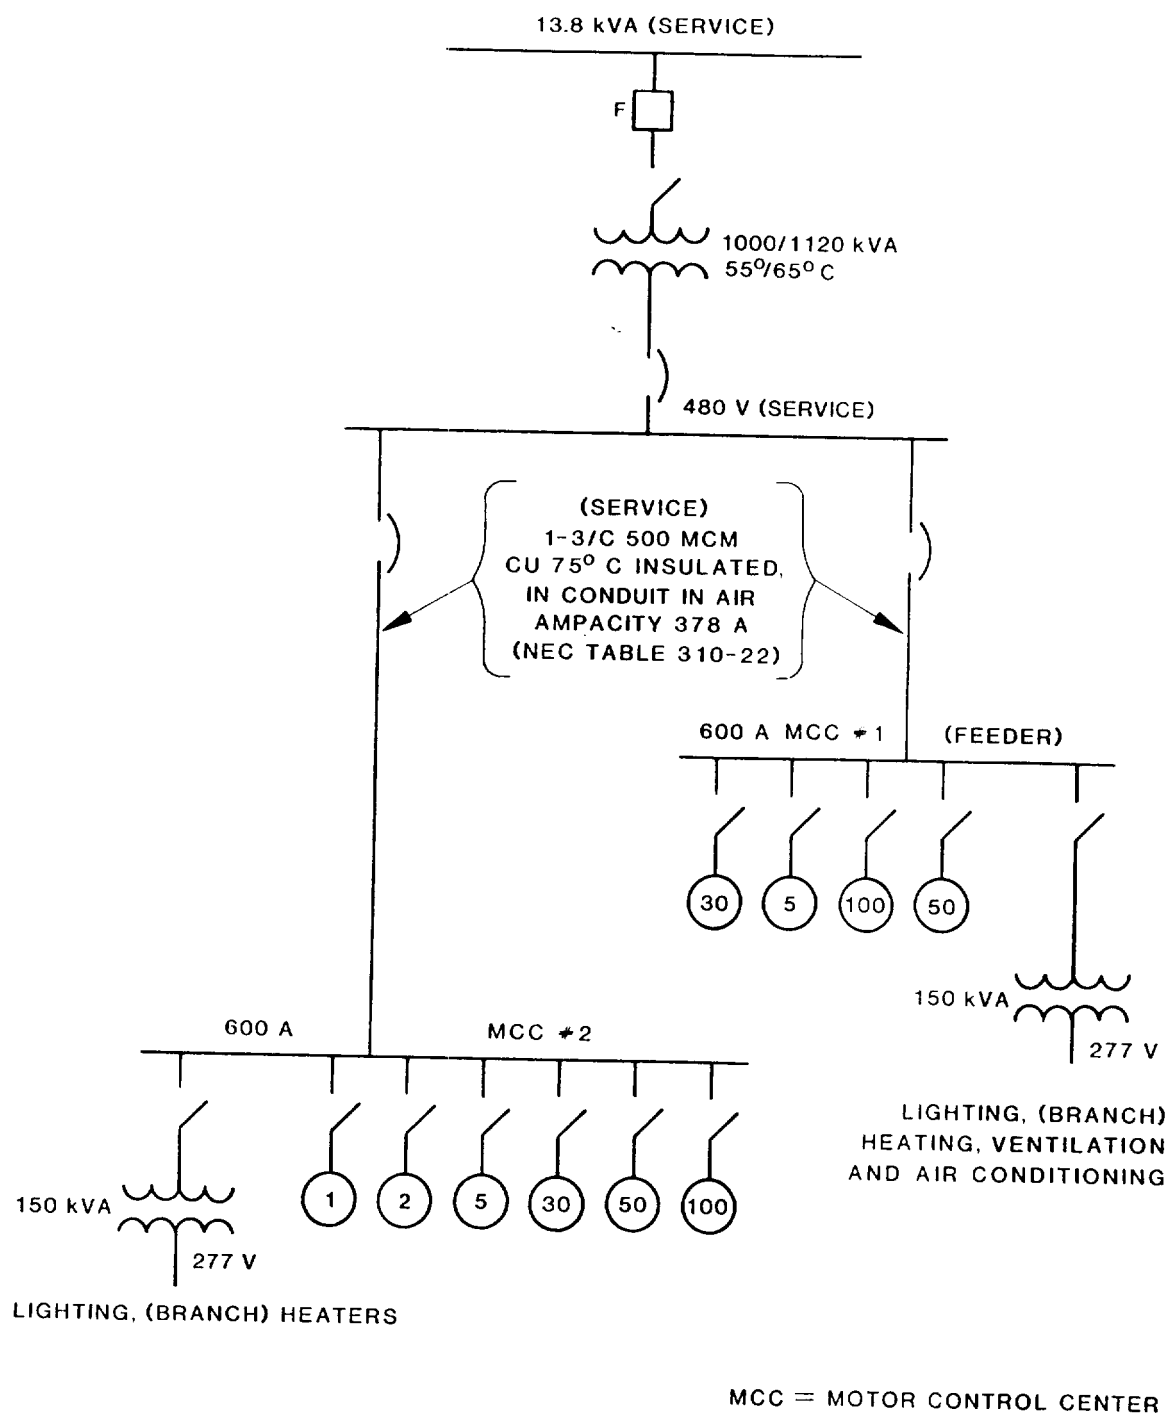 13.8 kVA (SERVICE)
F
1000/1120 kVA
55°/65° C
480 V (SERVICE)
(SERVICE)
1-3/C 500 MCM
CU 75° C INSULATED,
IN CONDUIT IN AIR
AMPACITY 378 A
(NEC TABLE 310-22)
600 A MCC #1 (FEEDER)
30 5 100 50
150 kVA
277 V
LIGHTING, (BRANCH)
HEATING, VENTILATION
AND AIR CONDITIONING
600 A MCC #2
1 2 5 30 50 100
150 kVA
277 V
LIGHTING, (BRANCH) HEATERS
MCC = MOTOR CONTROL CENTER